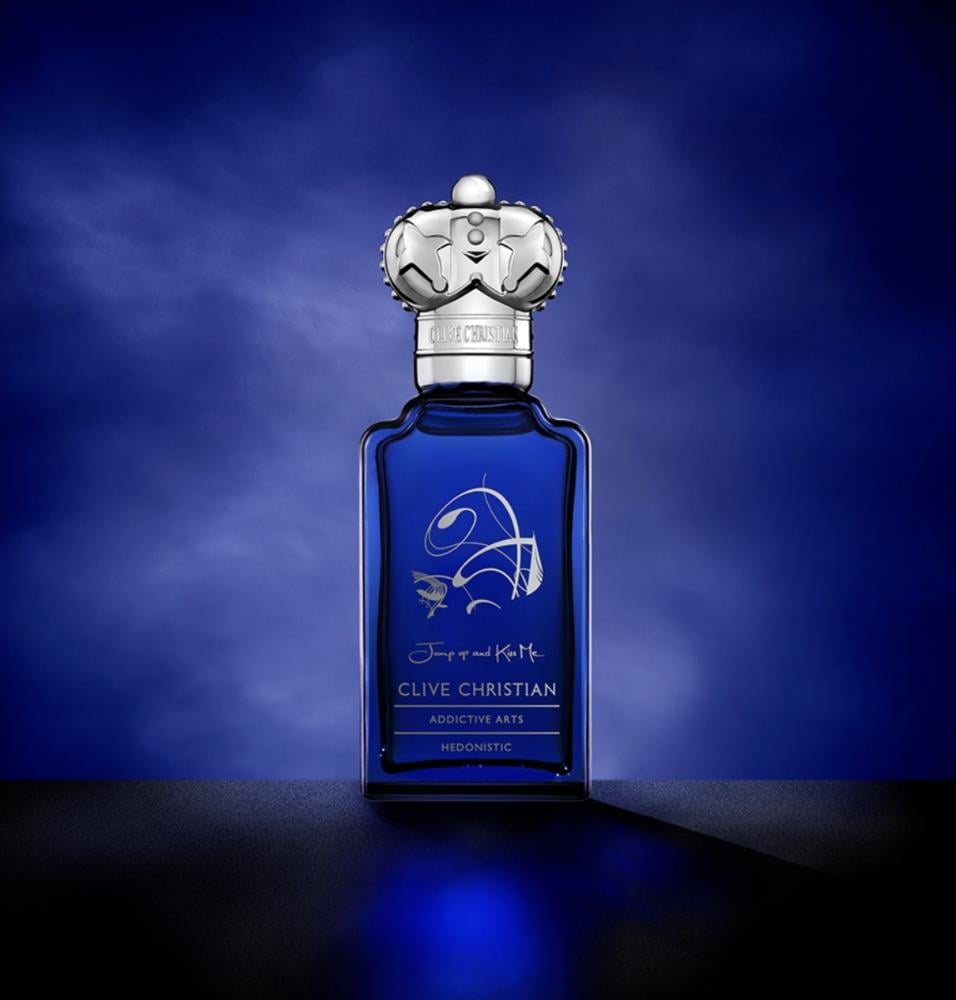 CLIVE CHRISTIAN
Jump up and Kiss Me
CLIVE CHRISTIAN
ADDICTIVE ARTS
HEDONISTIC